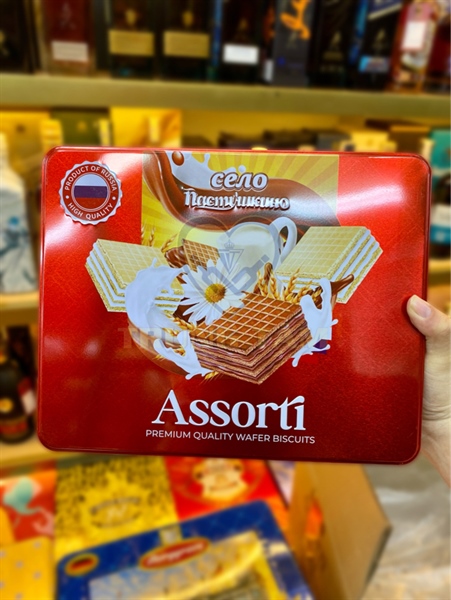 PRODUCT OF RUSSIA
HIGH QUALITY
село
Пастушкино
Assorti
PREMIUM QUALITY WAFER BISCUITS